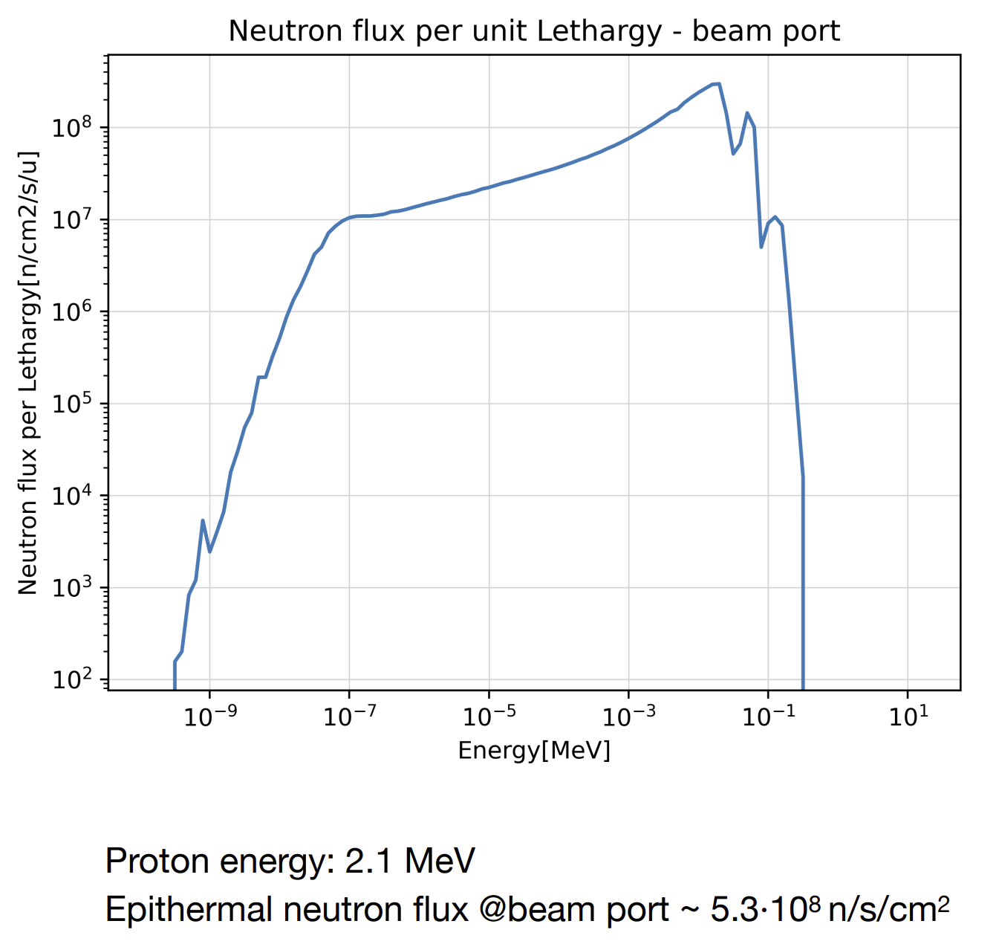 Neutron flux per unit Lethargy - beam port
Neutron flux per Lethargy[n/cm2/s/u]
10⁸
10⁷
10⁶
10⁵
10⁴
10³
10²
10⁻⁹ 10⁻⁷ 10⁻⁵ 10⁻³ 10⁻¹ 10¹
Energy[MeV]
Proton energy: 2.1 MeV
Epithermal neutron flux @beam port ~ 5.3·10⁸ n/s/cm²